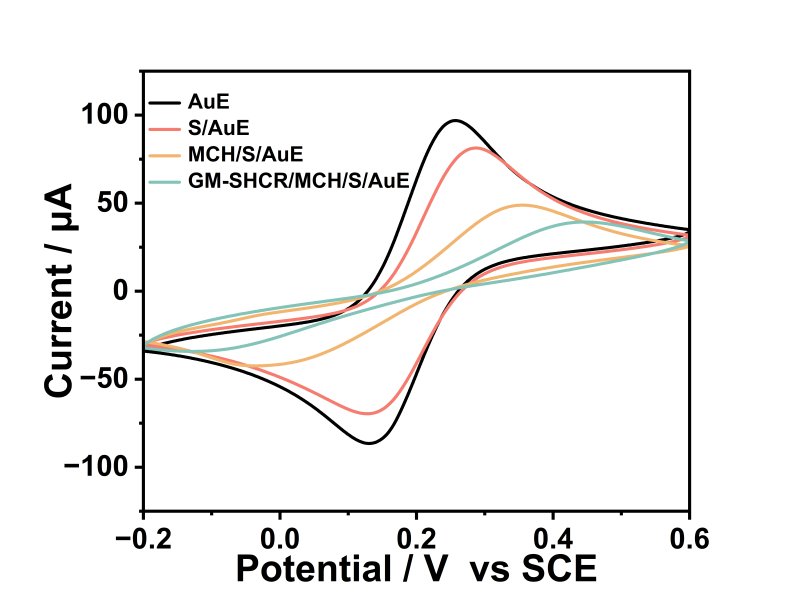 AuE
S/AuE
MCH/S/AuE
GM-SHCR/MCH/S/AuE
100
50
0
−50
−100
Current / µA
−0.2 0.0 0.2 0.4 0.6
Potential / V vs SCE